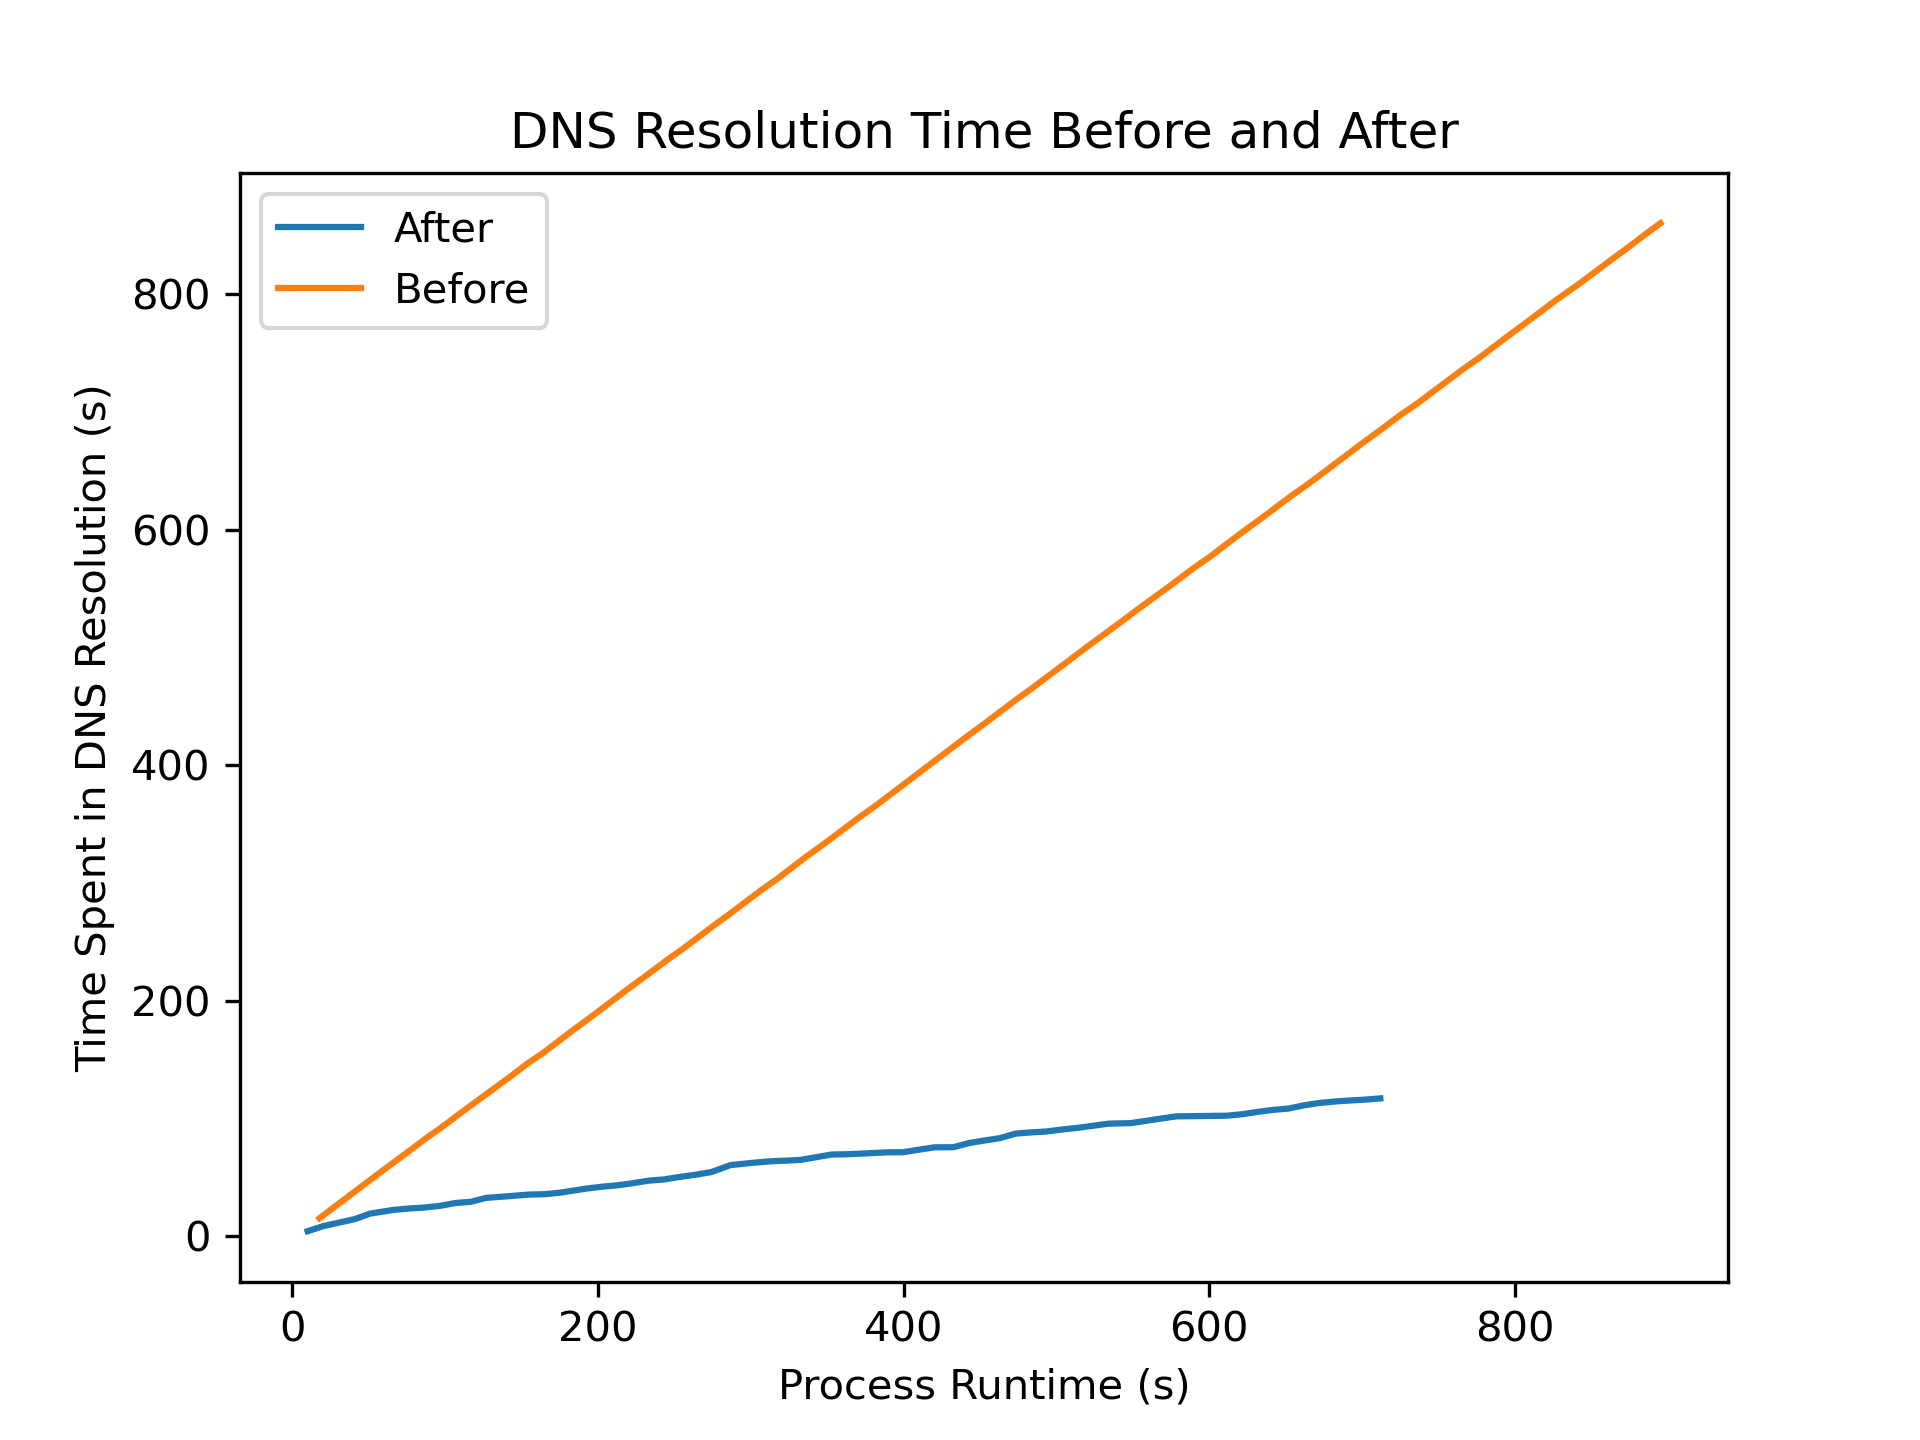 DNS Resolution Time Before and After
After
Before
Time Spent in DNS Resolution (s)
800
600
400
200
0
0 200 400 600 800
Process Runtime (s)